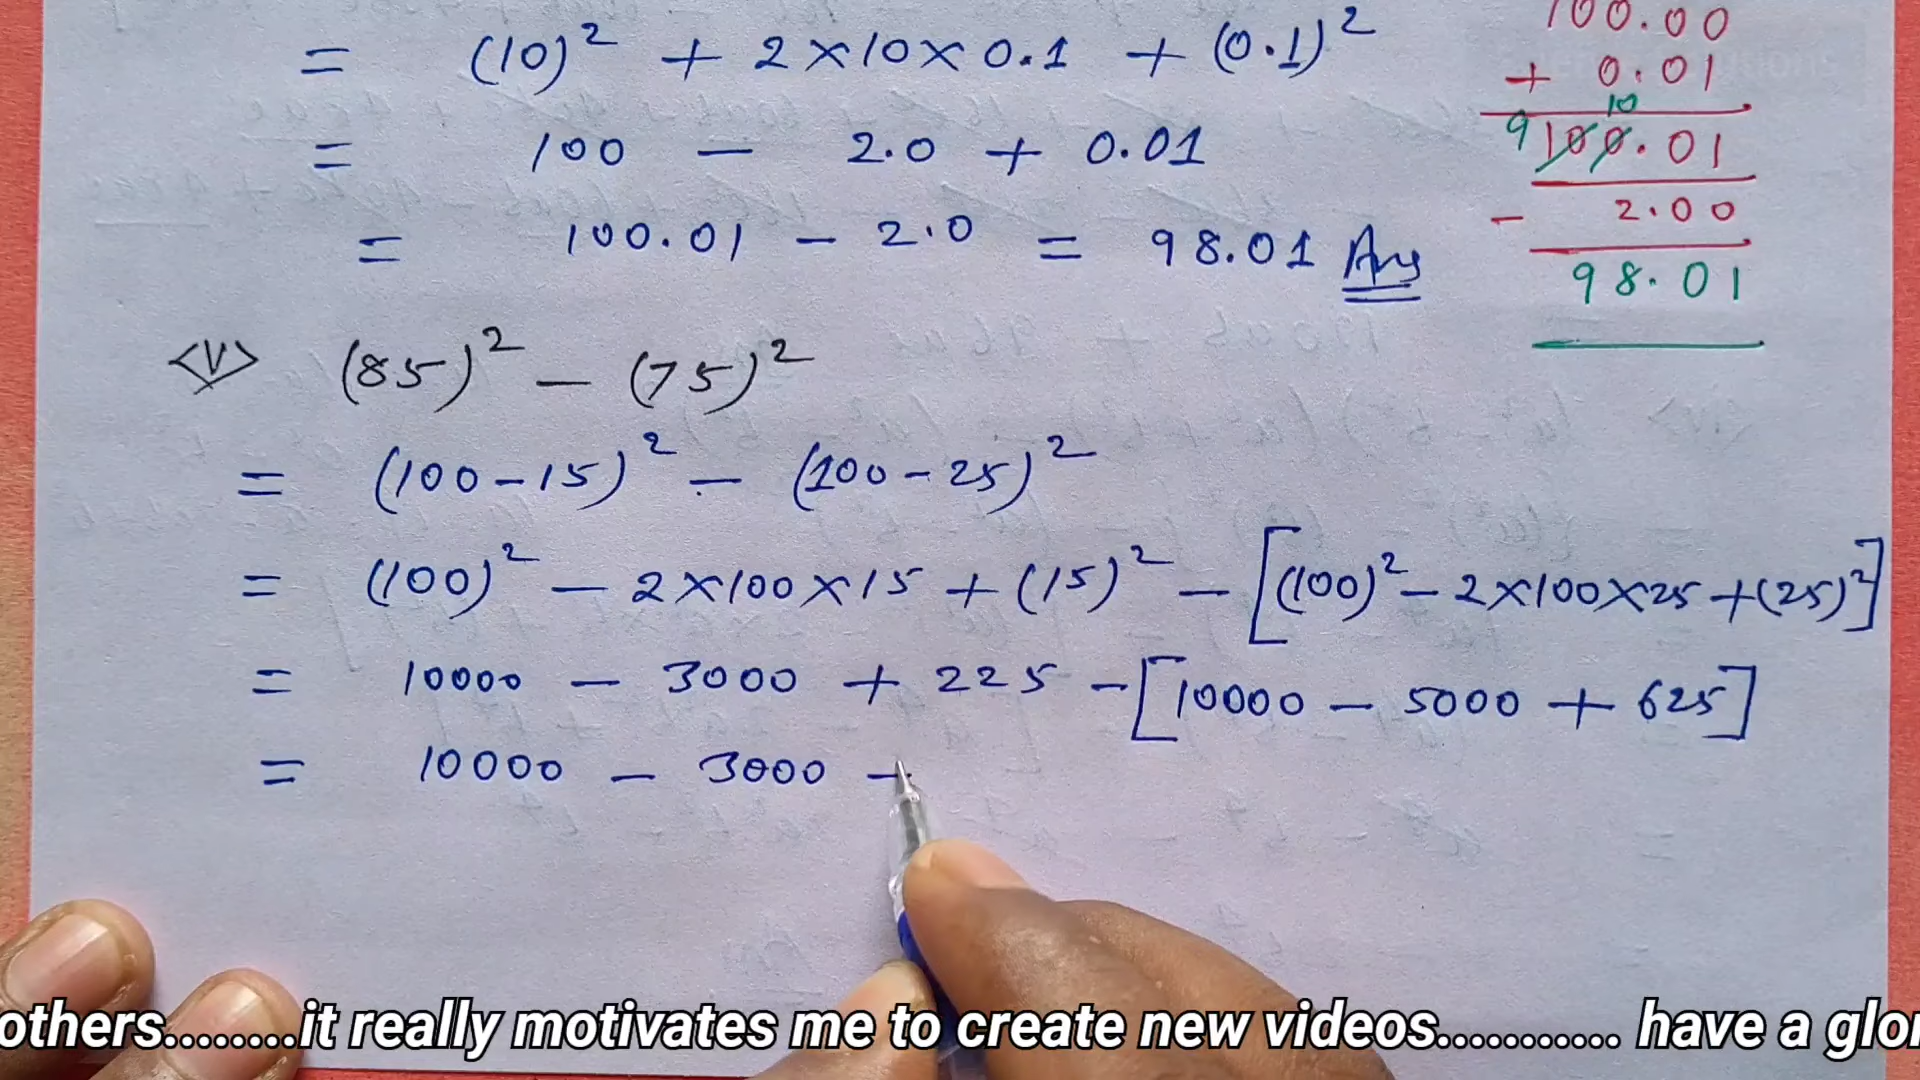 = (10)² + 2×10×0.1 + (0.1)²
= 100 - 2.0 + 0.01
= 100.01 - 2.0 = 98.01 Ans
100.00
+ 0.01
9 10
100.01
- 2.00
98.01
<V> (85)² - (75)²
= (100-15)² - (100-25)²
= (100)² - 2×100×15 + (15)² - [(100)² - 2×100×25 + (25)²]
= 10000 - 3000 + 225 - [10000 - 5000 + 625]
= 10000 - 3000 -
others........it really motivates me to create new videos........... have a glor